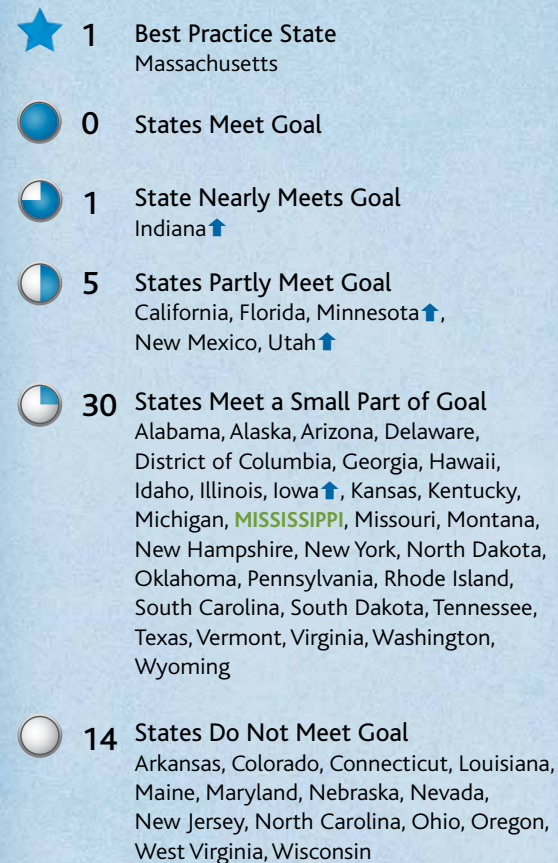 1 Best Practice State
Massachusetts
0 States Meet Goal
1 State Nearly Meets Goal
Indiana⬆
5 States Partly Meet Goal
California, Florida, Minnesota⬆,
New Mexico, Utah⬆
30 States Meet a Small Part of Goal
Alabama, Alaska, Arizona, Delaware,
District of Columbia, Georgia, Hawaii,
Idaho, Illinois, Iowa⬆, Kansas, Kentucky,
Michigan, MISSISSIPPI, Missouri, Montana,
New Hampshire, New York, North Dakota,
Oklahoma, Pennsylvania, Rhode Island,
South Carolina, South Dakota, Tennessee,
Texas, Vermont, Virginia, Washington,
Wyoming
14 States Do Not Meet Goal
Arkansas, Colorado, Connecticut, Louisiana,
Maine, Maryland, Nebraska, Nevada,
New Jersey, North Carolina, Ohio, Oregon,
West Virginia, Wisconsin